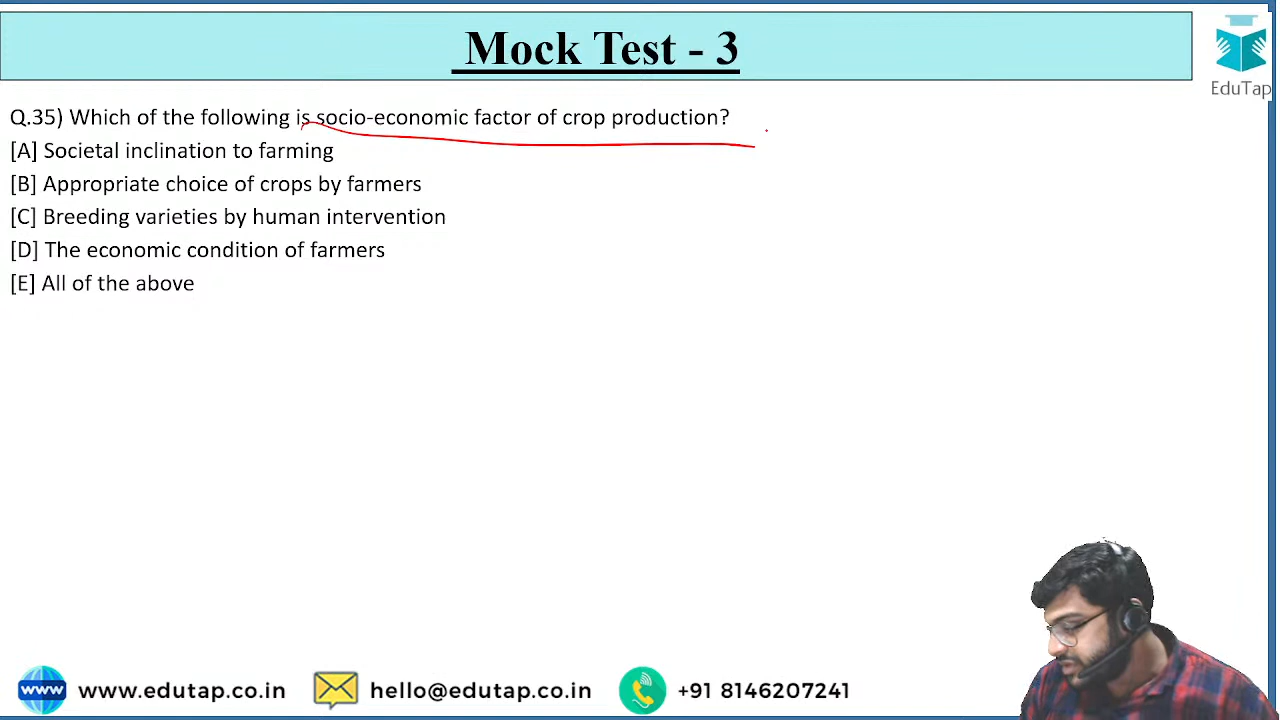 Mock Test - 3
EduTap
Q.35) Which of the following is socio-economic factor of crop production?
[A] Societal inclination to farming
[B] Appropriate choice of crops by farmers
[C] Breeding varieties by human intervention
[D] The economic condition of farmers
[E] All of the above
www www.edutap.co.in hello@edutap.co.in +91 8146207241